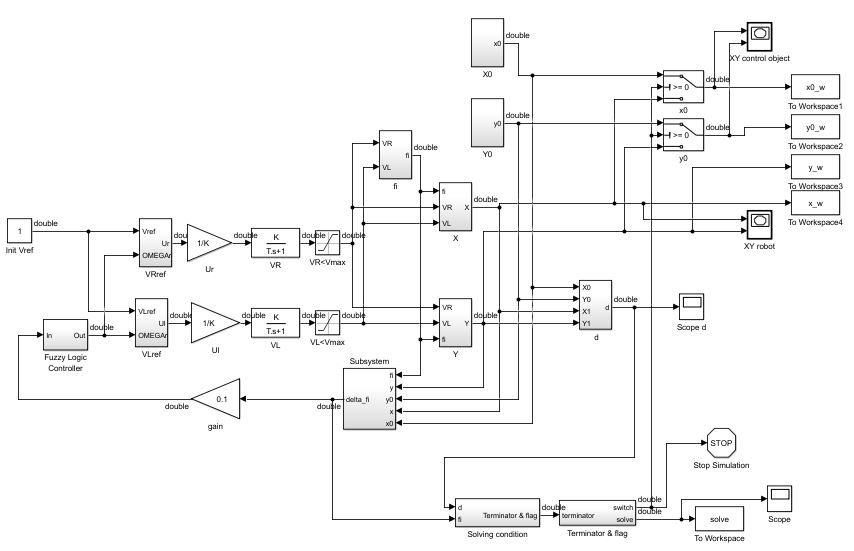 double
x0
X0
XY control object
double
>= 0
x0
x0_w
To Workspace1
double
y0
Y0
double
>= 0
y0
y0_w
To Workspace2
y_w
To Workspace3
x_w
To Workspace4
XY robot
VR
VL
fi
double
fi
fi
VR
VL
X
double
X
1
double
Init Vref
Vref
OMEGAr
Ur
VRref
dou
1/K
Ur
double
K
T.s+1
VR
double
VR<Vmax
double
In
Out
double
Fuzzy Logic
Controller
VLref
OMEGAr
Ul
VLref
double
1/K
Ul
double
K
T.s+1
VL
double
VL<Vmax
double
VR
VL
fi
Y
double
Y
X0
Y0
X1
Y1
d
double
d
Scope d
Subsystem
fi
y
y0
x
x0
delta_fi
double
0.1
gain
double
STOP
Stop Simulation
d
fi
Terminator & flag
Solving condition
double
terminator
switch
solve
Terminator & flag
double
double
solve
To Workspace
Scope